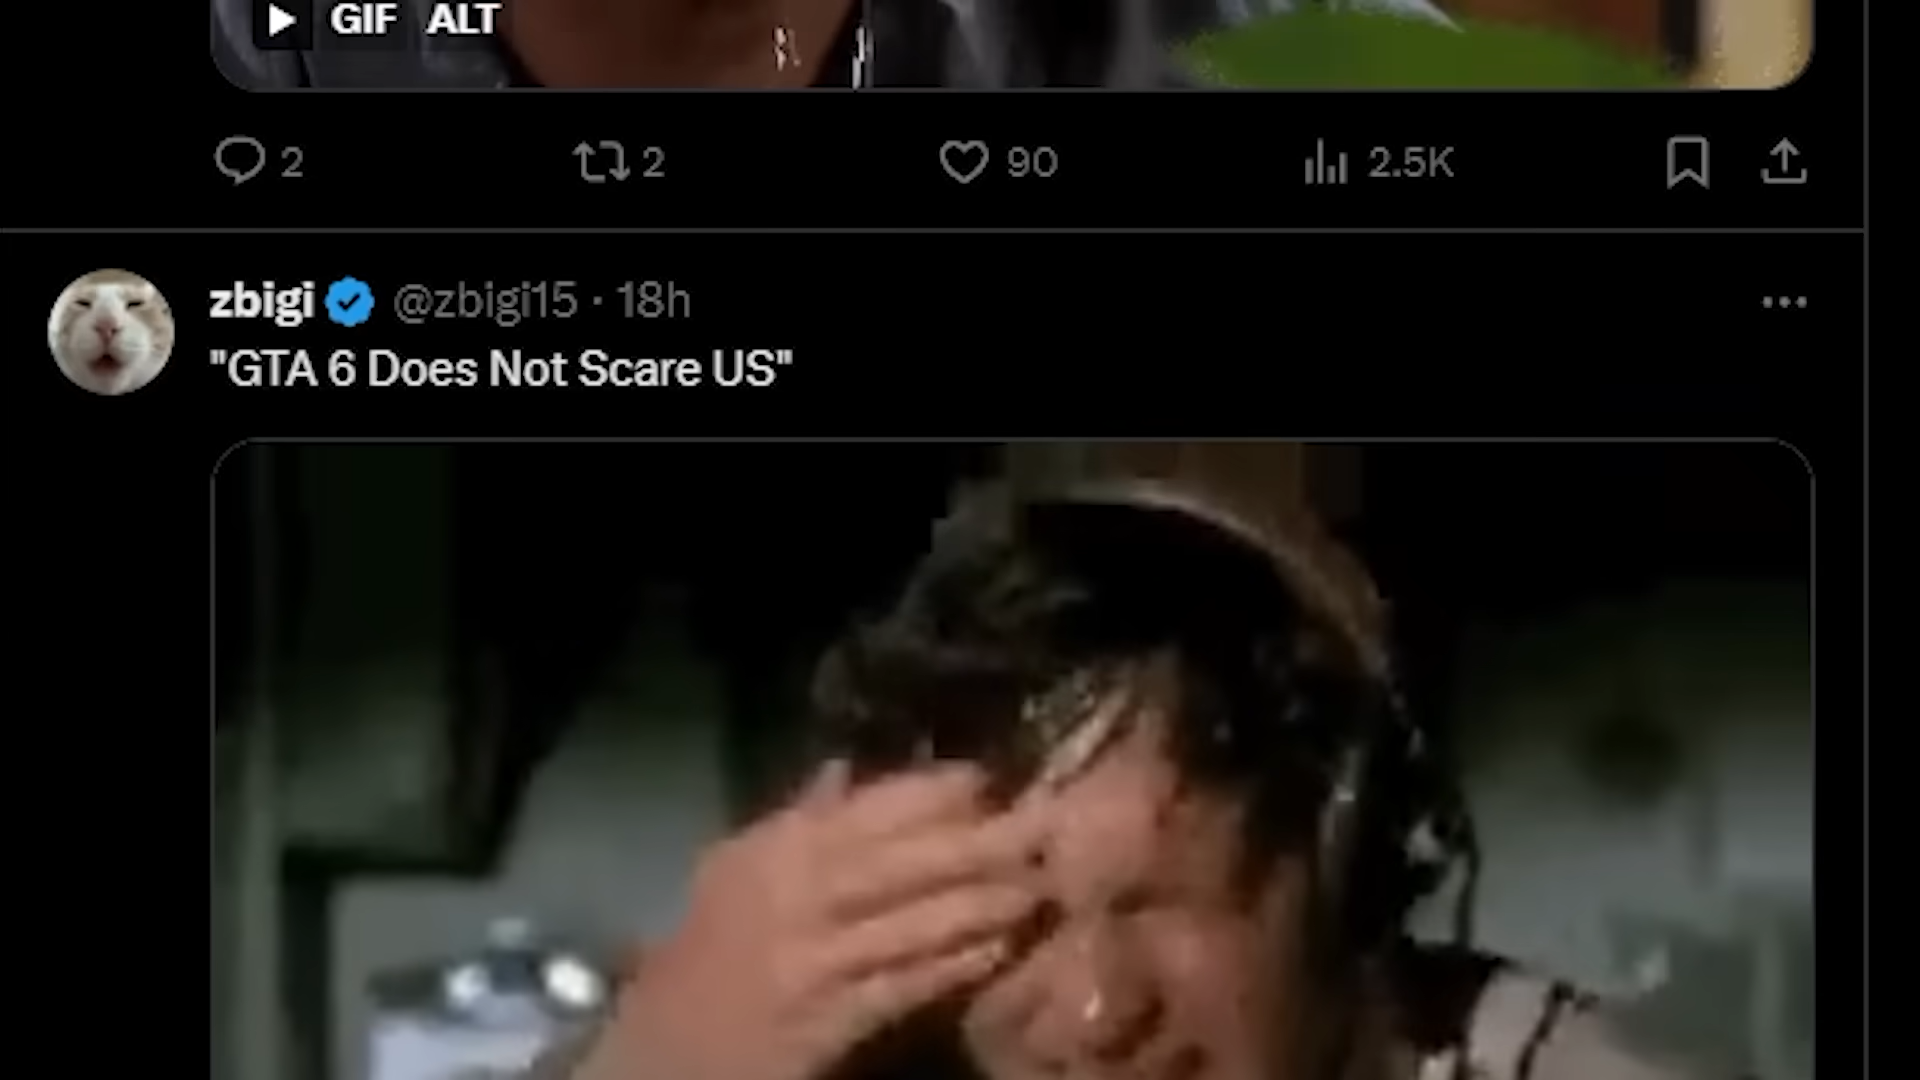 GIF ALT
2 2 90 2.5K
zbigi @zbigi15 · 18h
"GTA 6 Does Not Scare US"